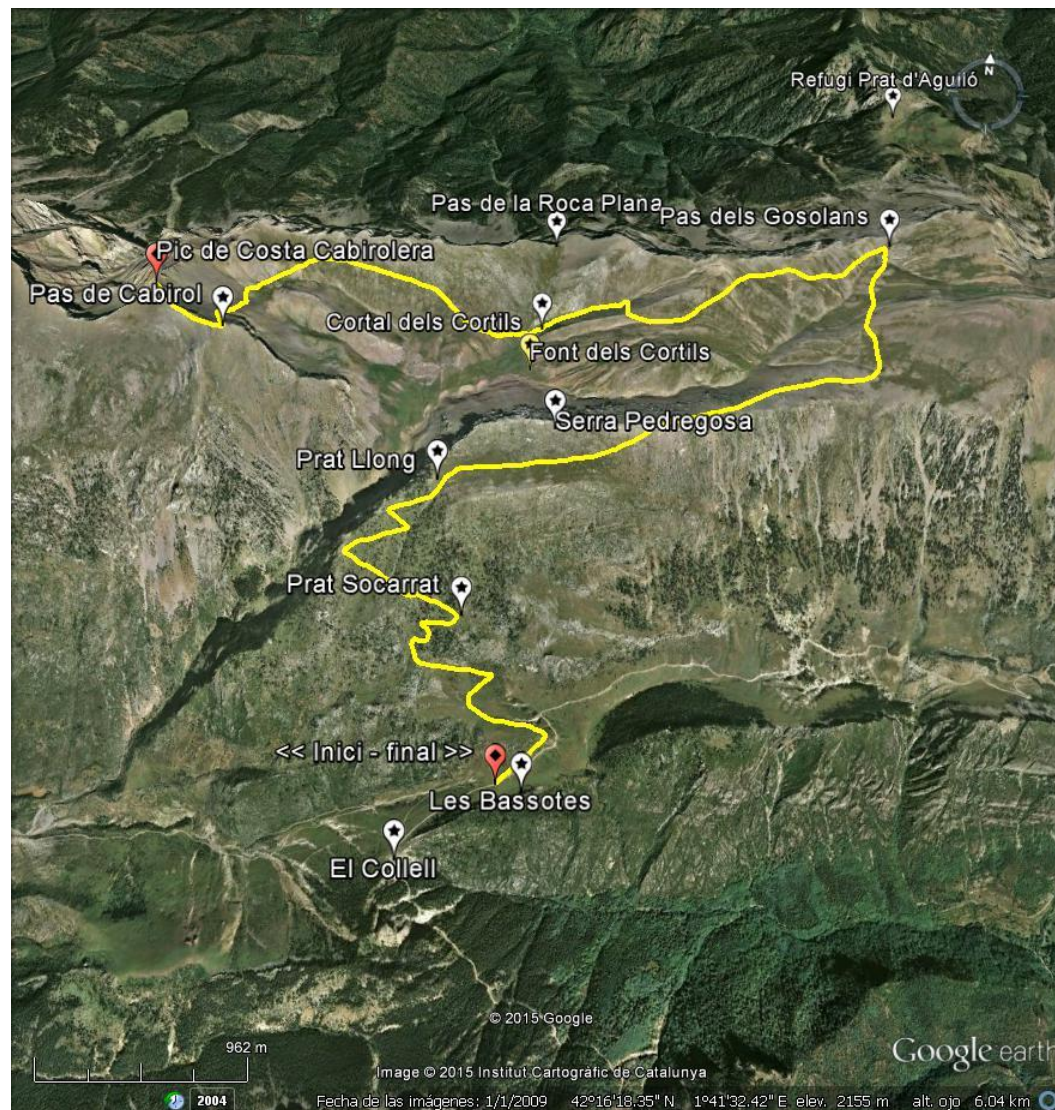 Refugi Prat d'Aguiló
N
Pas de la Roca Plana
Pas dels Gosolans
Pic de Costa Cabirolera
Pas de Cabirol
Cortal dels Cortils
Font dels Cortils
Serra Pedregosa
Prat Llong
Prat Socarrat
<< Inici - final >>
Les Bassotes
El Collell
© 2015 Google
962 m
Google earth
Image © 2015 Institut Cartogràfic de Catalunya
2004
Fecha de las imágenes: 1/1/2009 42°16'18.35" N 1°41'32.42" E elev. 2155 m alt. ojo 6.04 km